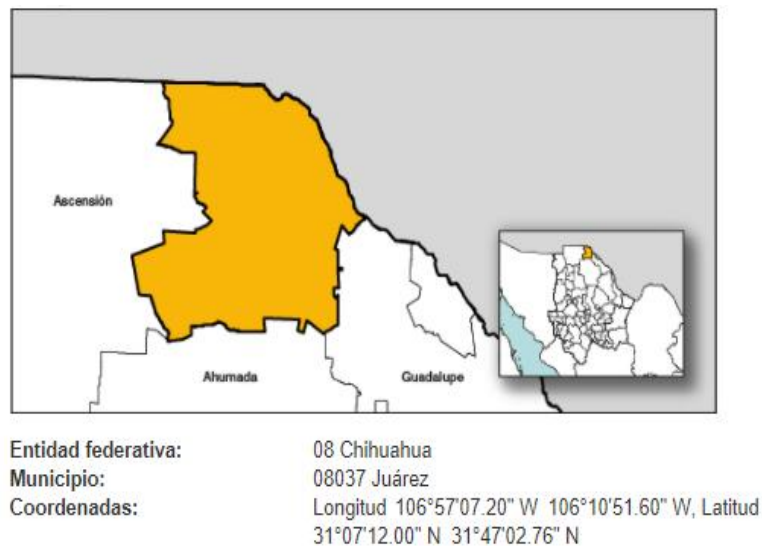 Ascensión
Ahumada
Guadalupe
Entidad federativa: 08 Chihuahua
Municipio: 08037 Juárez
Coordenadas: Longitud 106°57'07.20" W 106°10'51.60" W, Latitud
31°07'12.00" N 31°47'02.76" N